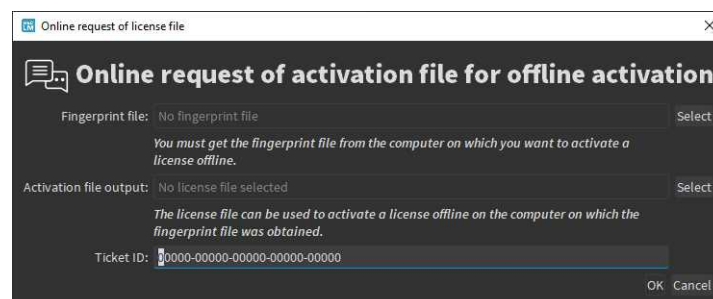 Online request of license file
Online request of activation file for offline activation
Fingerprint file: No fingerprint file Select
You must get the fingerprint file from the computer on which you want to activate a
license offline.
Activation file output: No license file selected Select
The license file can be used to activate a license offline on the computer on which the
fingerprint file was obtained.
Ticket ID: 00000-00000-00000-00000-00000
OK Cancel